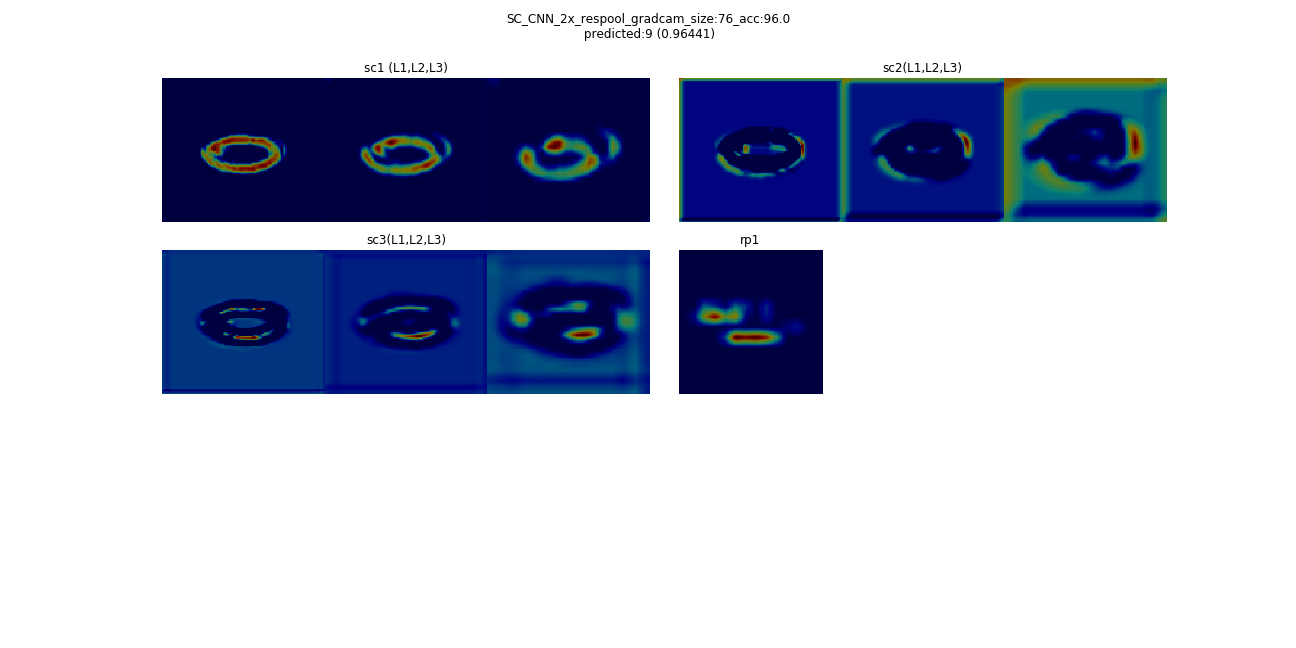 SC_CNN_2x_respool_gradcam_size:76_acc:96.0
predicted:9 (0.96441)
sc1 (L1,L2,L3)
sc2(L1,L2,L3)
sc3(L1,L2,L3)
rp1